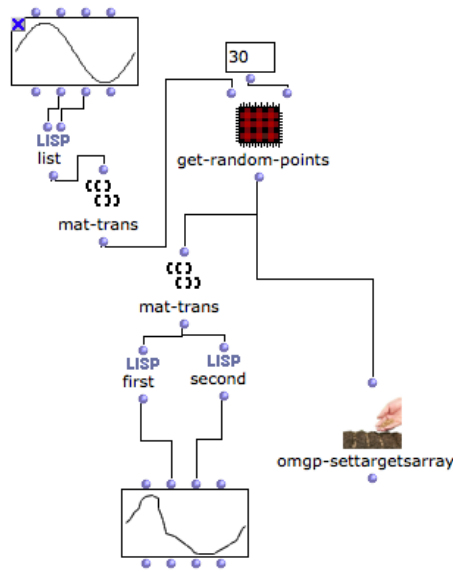 30
LISP
list
get-random-points
mat-trans
mat-trans
LISP
LISP
first
second
omgp-settargetsarray